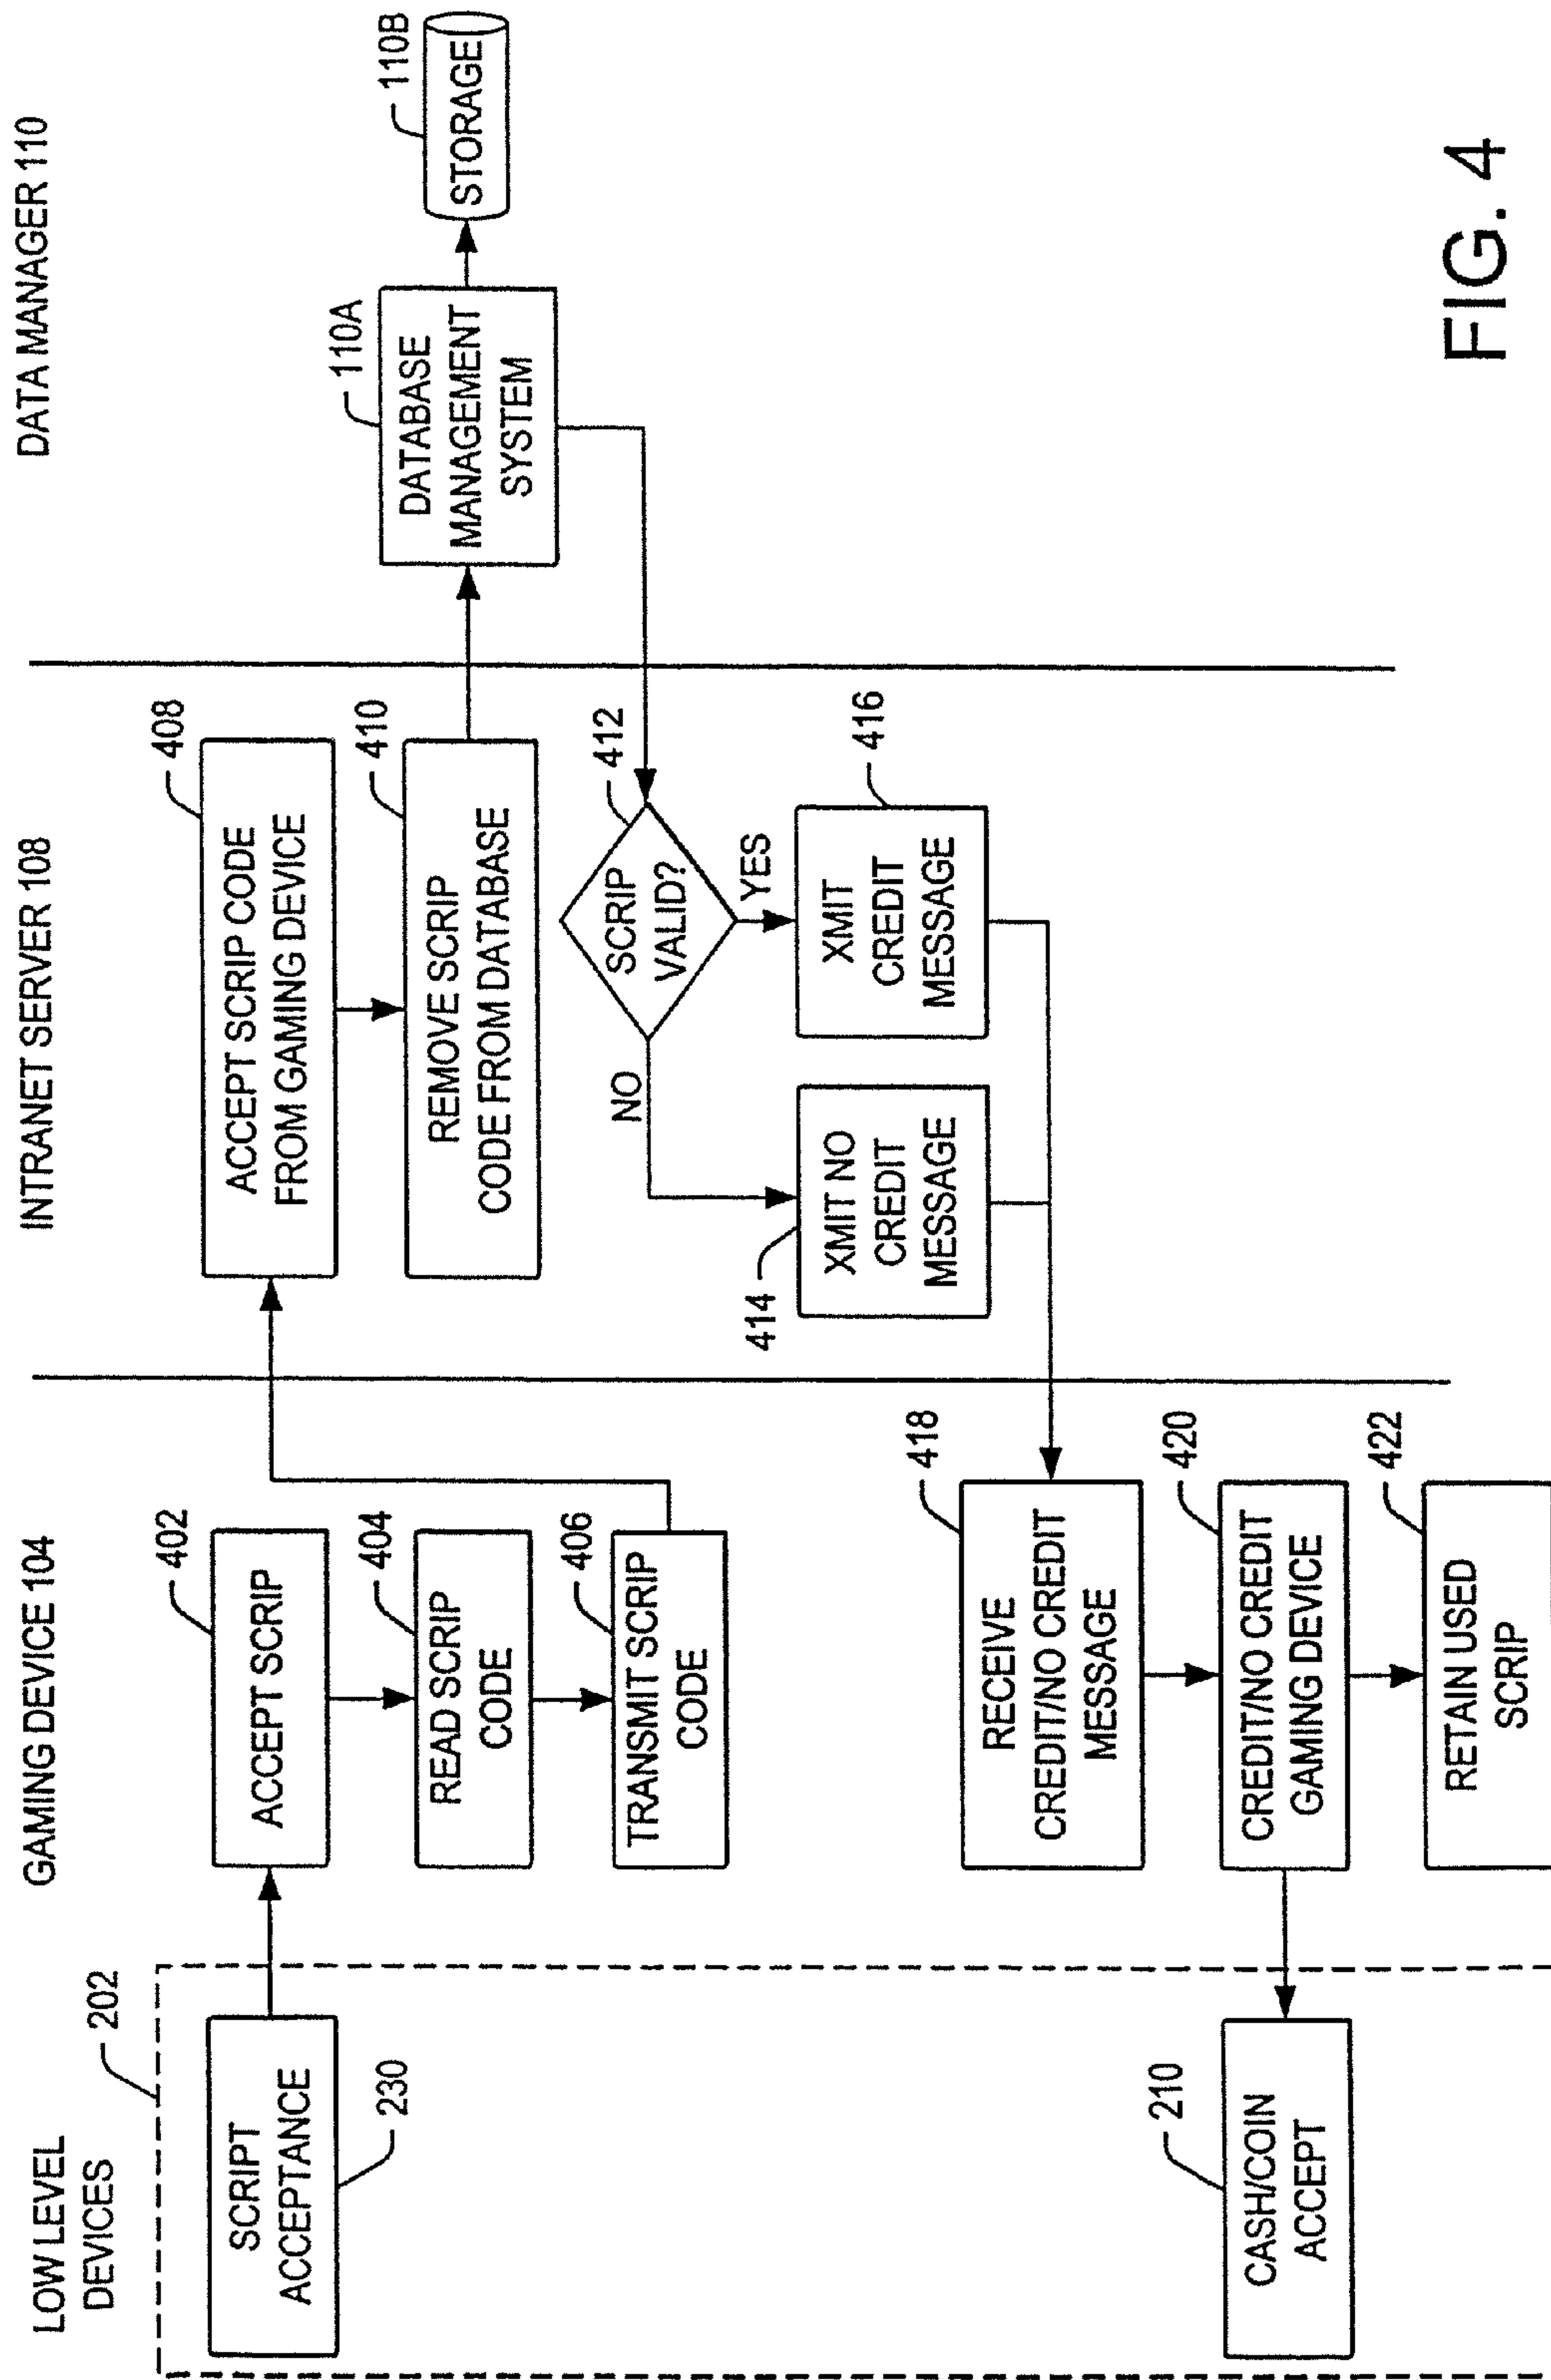 LOW LEVEL
DEVICES
202
SCRIPT
ACCEPTANCE
230
CASH/COIN
ACCEPT
210
GAMING DEVICE 104
ACCEPT SCRIP
402
READ SCRIP
CODE
404
TRANSMIT SCRIP
CODE
406
RECEIVE
CREDIT/NO CREDIT
MESSAGE
418
CREDIT/NO CREDIT
GAMING DEVICE
420
RETAIN USED
SCRIP
422
INTRANET SERVER 108
ACCEPT SCRIP CODE
FROM GAMING DEVICE
408
REMOVE SCRIP
CODE FROM DATABASE
410
SCRIP
VALID?
412
NO
YES
XMIT NO
CREDIT
MESSAGE
414
XMIT
CREDIT
MESSAGE
416
DATA MANAGER 110
DATABASE
MANAGEMENT
SYSTEM
110A
STORAGE
110B
FIG. 4